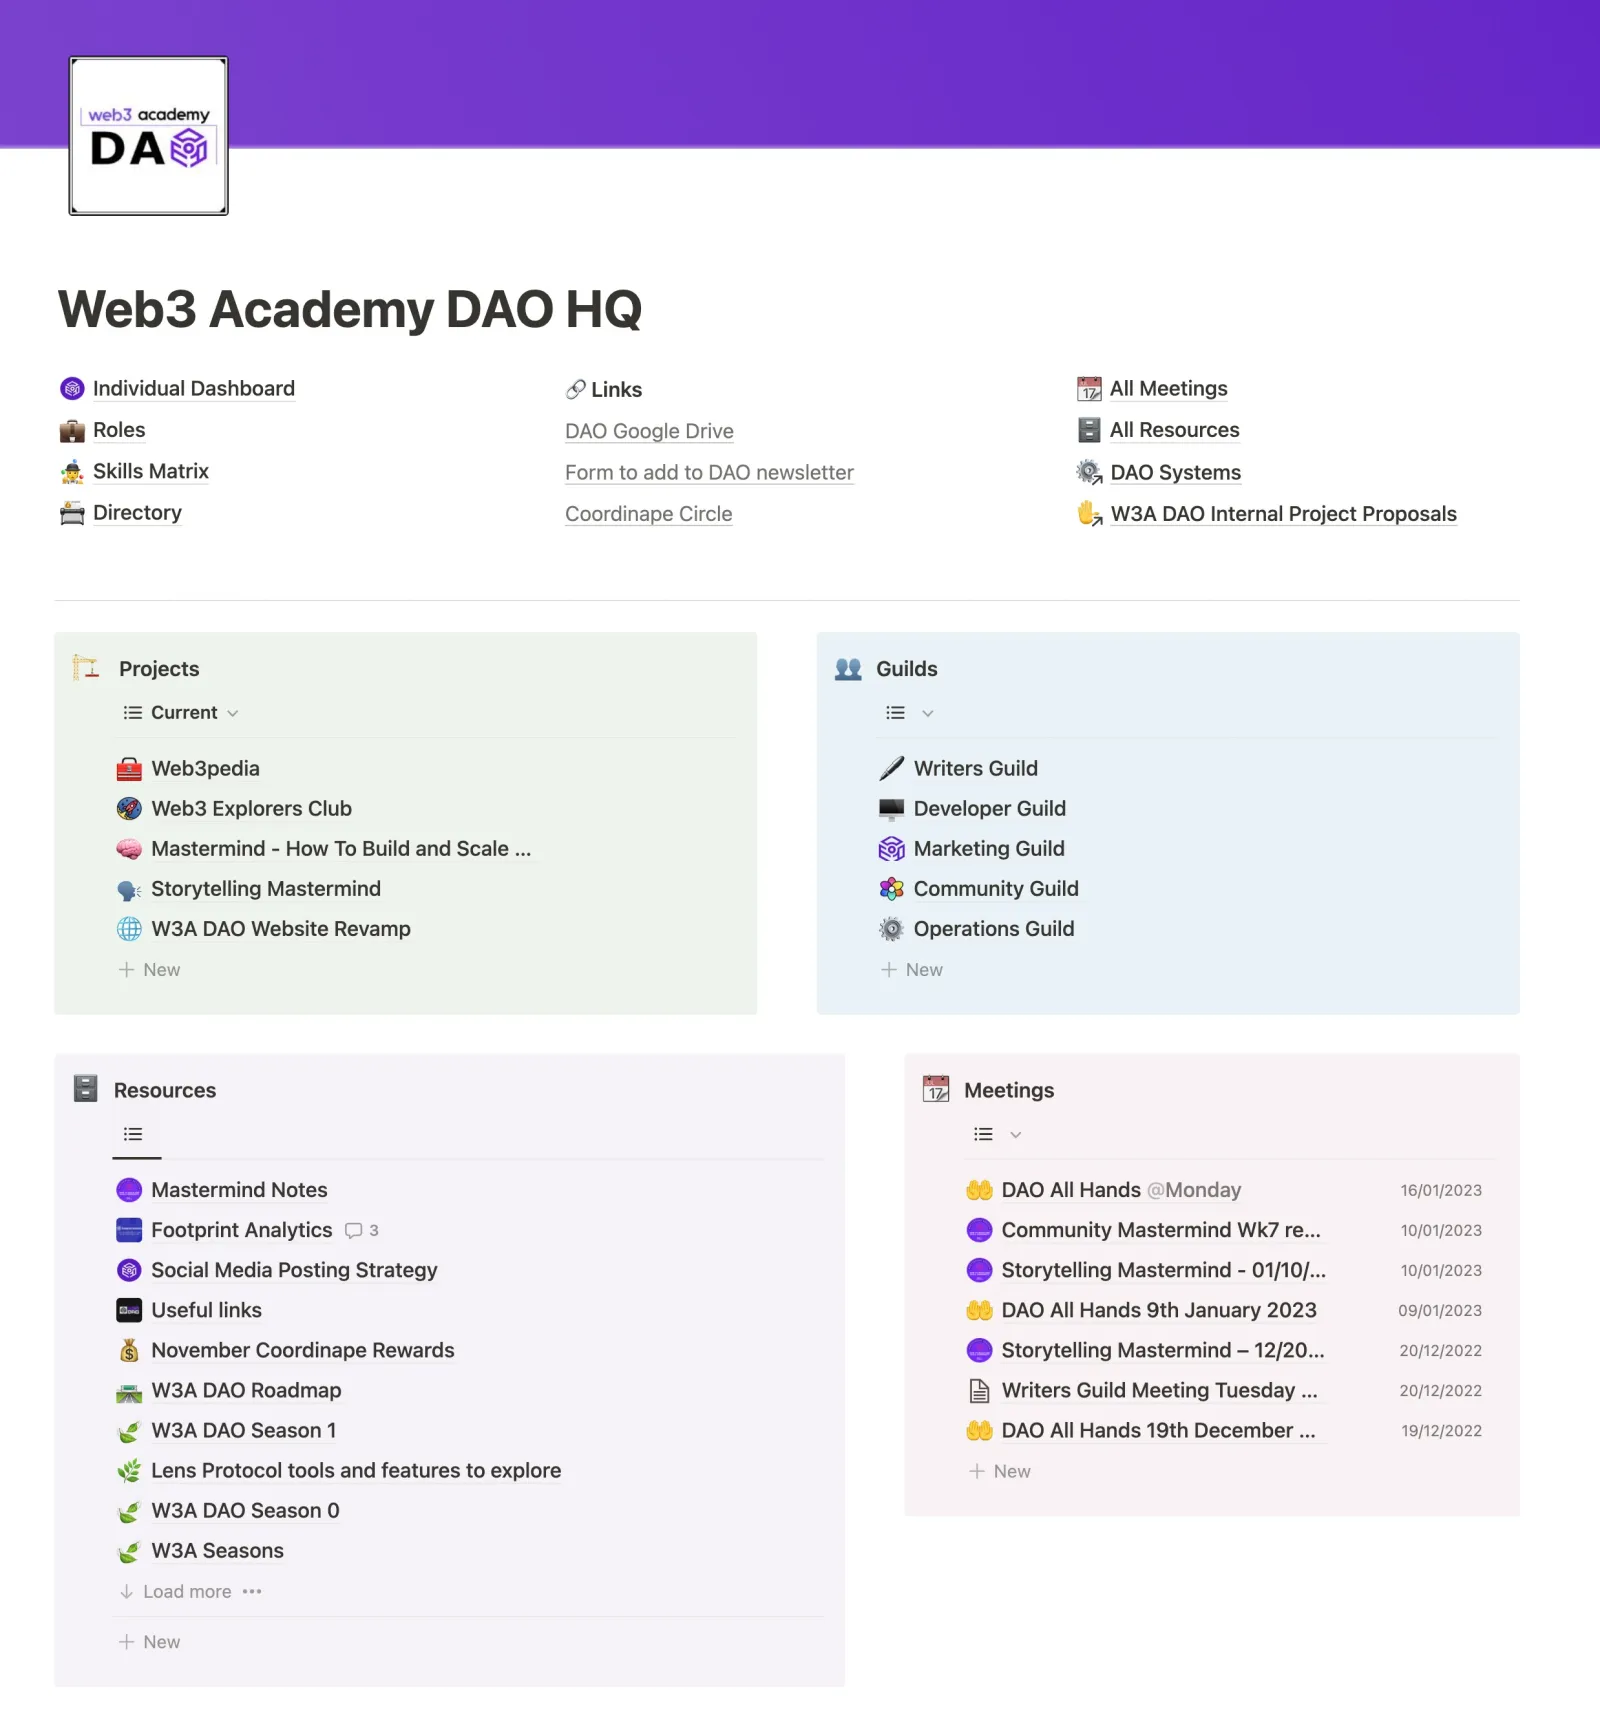 web3 academy
DAO
Web3 Academy DAO HQ
Individual Dashboard
Roles
Skills Matrix
Directory
Links
DAO Google Drive
Form to add to DAO newsletter
Coordinape Circle
All Meetings
All Resources
DAO Systems
W3A DAO Internal Project Proposals
Projects
Current
Web3pedia
Web3 Explorers Club
Mastermind - How To Build and Scale ...
Storytelling Mastermind
W3A DAO Website Revamp
+ New
Guilds
Writers Guild
Developer Guild
Marketing Guild
Community Guild
Operations Guild
+ New
Resources
Mastermind Notes
Footprint Analytics 3
Social Media Posting Strategy
Useful links
November Coordinape Rewards
W3A DAO Roadmap
W3A DAO Season 1
Lens Protocol tools and features to explore
W3A DAO Season 0
W3A Seasons
Load more •••
+ New
17
Meetings
DAO All Hands @Monday 16/01/2023
Community Mastermind Wk7 re... 10/01/2023
Storytelling Mastermind - 01/10/... 10/01/2023
DAO All Hands 9th January 2023 09/01/2023
Storytelling Mastermind – 12/20... 20/12/2022
Writers Guild Meeting Tuesday ... 20/12/2022
DAO All Hands 19th December ... 19/12/2022
+ New